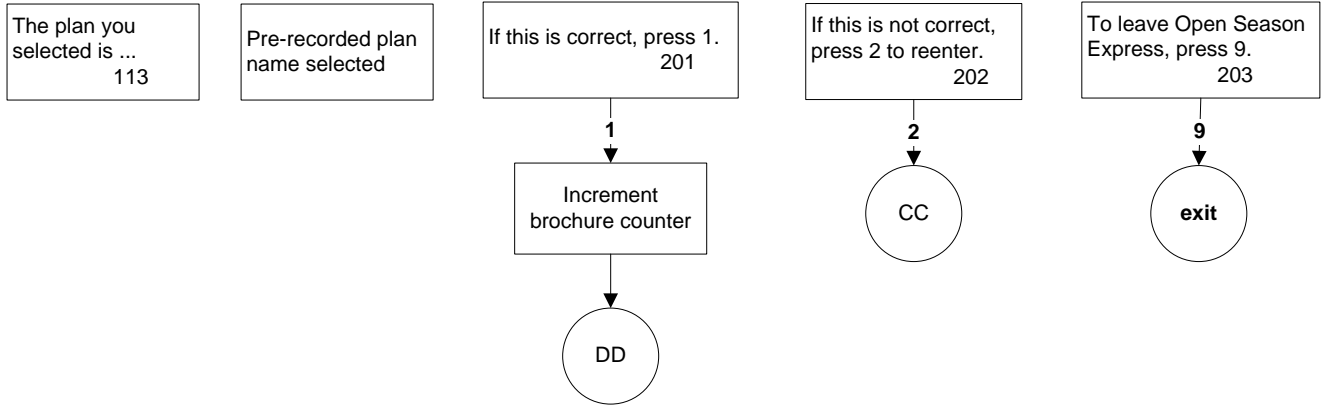 The plan you
selected is ...
113
Pre-recorded plan
name selected
If this is correct, press 1.
201
If this is not correct,
press 2 to reenter.
202
To leave Open Season
Express, press 9.
203
1
2
9
Increment
brochure counter
CC
exit
DD